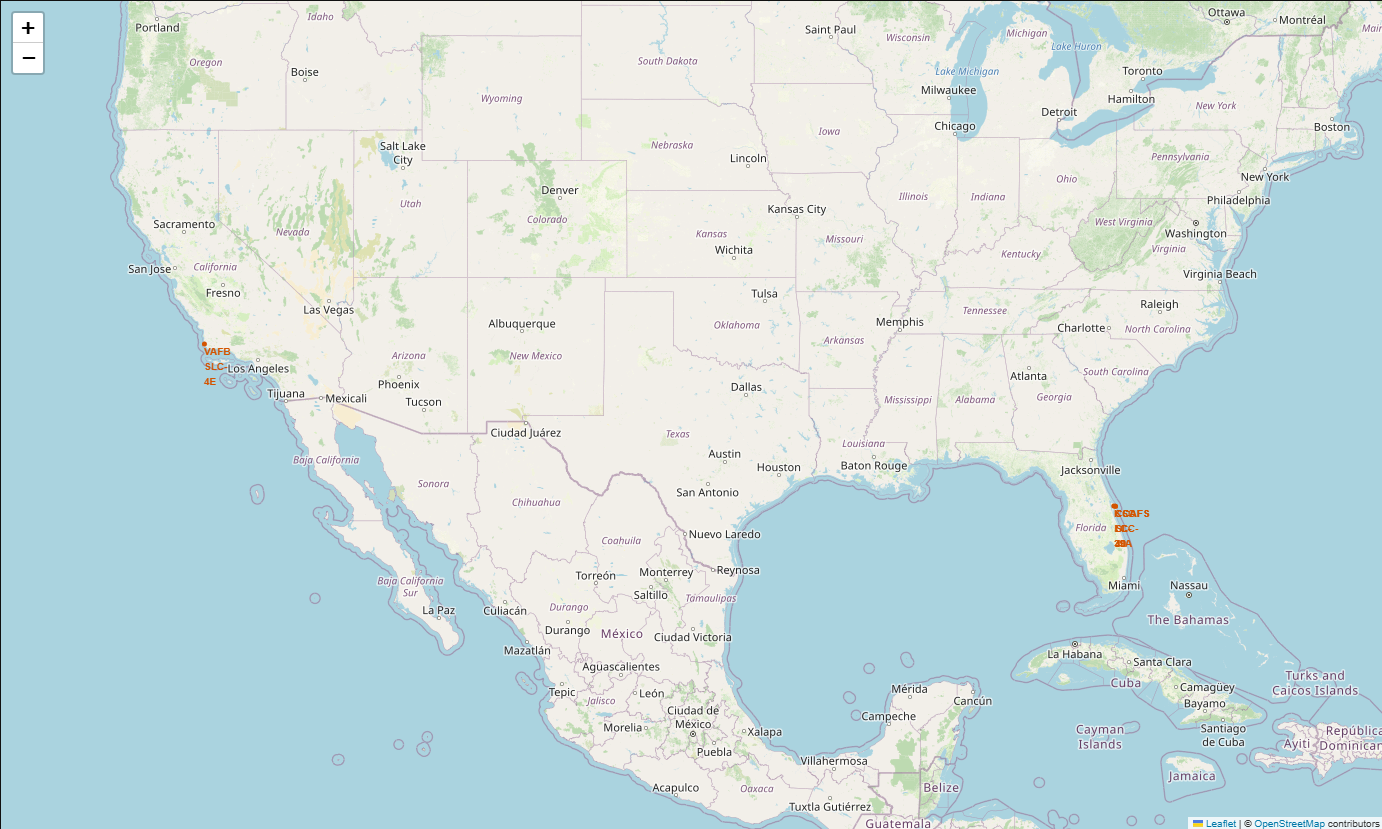 +
−
Portland
Idaho
Oregon
Boise
Wyoming
South Dakota
Saint Paul
Wisconsin
Michigan
Lake Huron
Lake Michigan
Ottawa
Montréal
Toronto
Hamilton
New York
Milwaukee
Chicago
Detroit
Boston
Salt Lake
City
Nebraska
Iowa
Lincoln
Denver
Utah
Colorado
Illinois
Indiana
Ohio
Pennsylvania
New York
Philadelphia
Kansas City
Sacramento
Nevada
Kansas
Missouri
Wichita
West Virginia
Washington
Virginia
Kentucky
San Jose
California
Fresno
Las Vegas
Virginia Beach
Tulsa
Raleigh
Albuquerque
Oklahoma
Memphis
Tennessee
Charlotte
North Carolina
Arkansas
VAFB
SLC-
4E
Los Angeles
Arizona
New Mexico
Phoenix
Tucson
Dallas
Atlanta
South Carolina
Tijuana
Mexicali
Mississippi
Alabama
Georgia
Ciudad Juárez
Texas
Louisiana
Austin
Baton Rouge
Houston
Jacksonville
Baja California
Sonora
Chihuahua
San Antonio
Florida
Coahuila
Nuevo Laredo
Monterrey
Reynosa
Torreón
Saltillo
Tamaulipas
Baja California
Sur
Miami
Nassau
La Paz
Culiacán
Durango
Durango
México
Ciudad Victoria
The Bahamas
Mazatlán
Aguascalientes
La Habana
Santa Clara
Cuba
Camagüey
Bayamo
Turks and
Caicos Islands
Tepic
León
Jalisco
Ciudad de
México
Mérida
Cancún
Campeche
Morelia
Xalapa
Puebla
Santiago
de Cuba
Cayman
Islands
Ayiti
Villahermosa
Jamaica
Acapulco
Oaxaca
Belize
Tuxtla Gutiérrez
Guatemala
Leaflet | © OpenStreetMap contributors